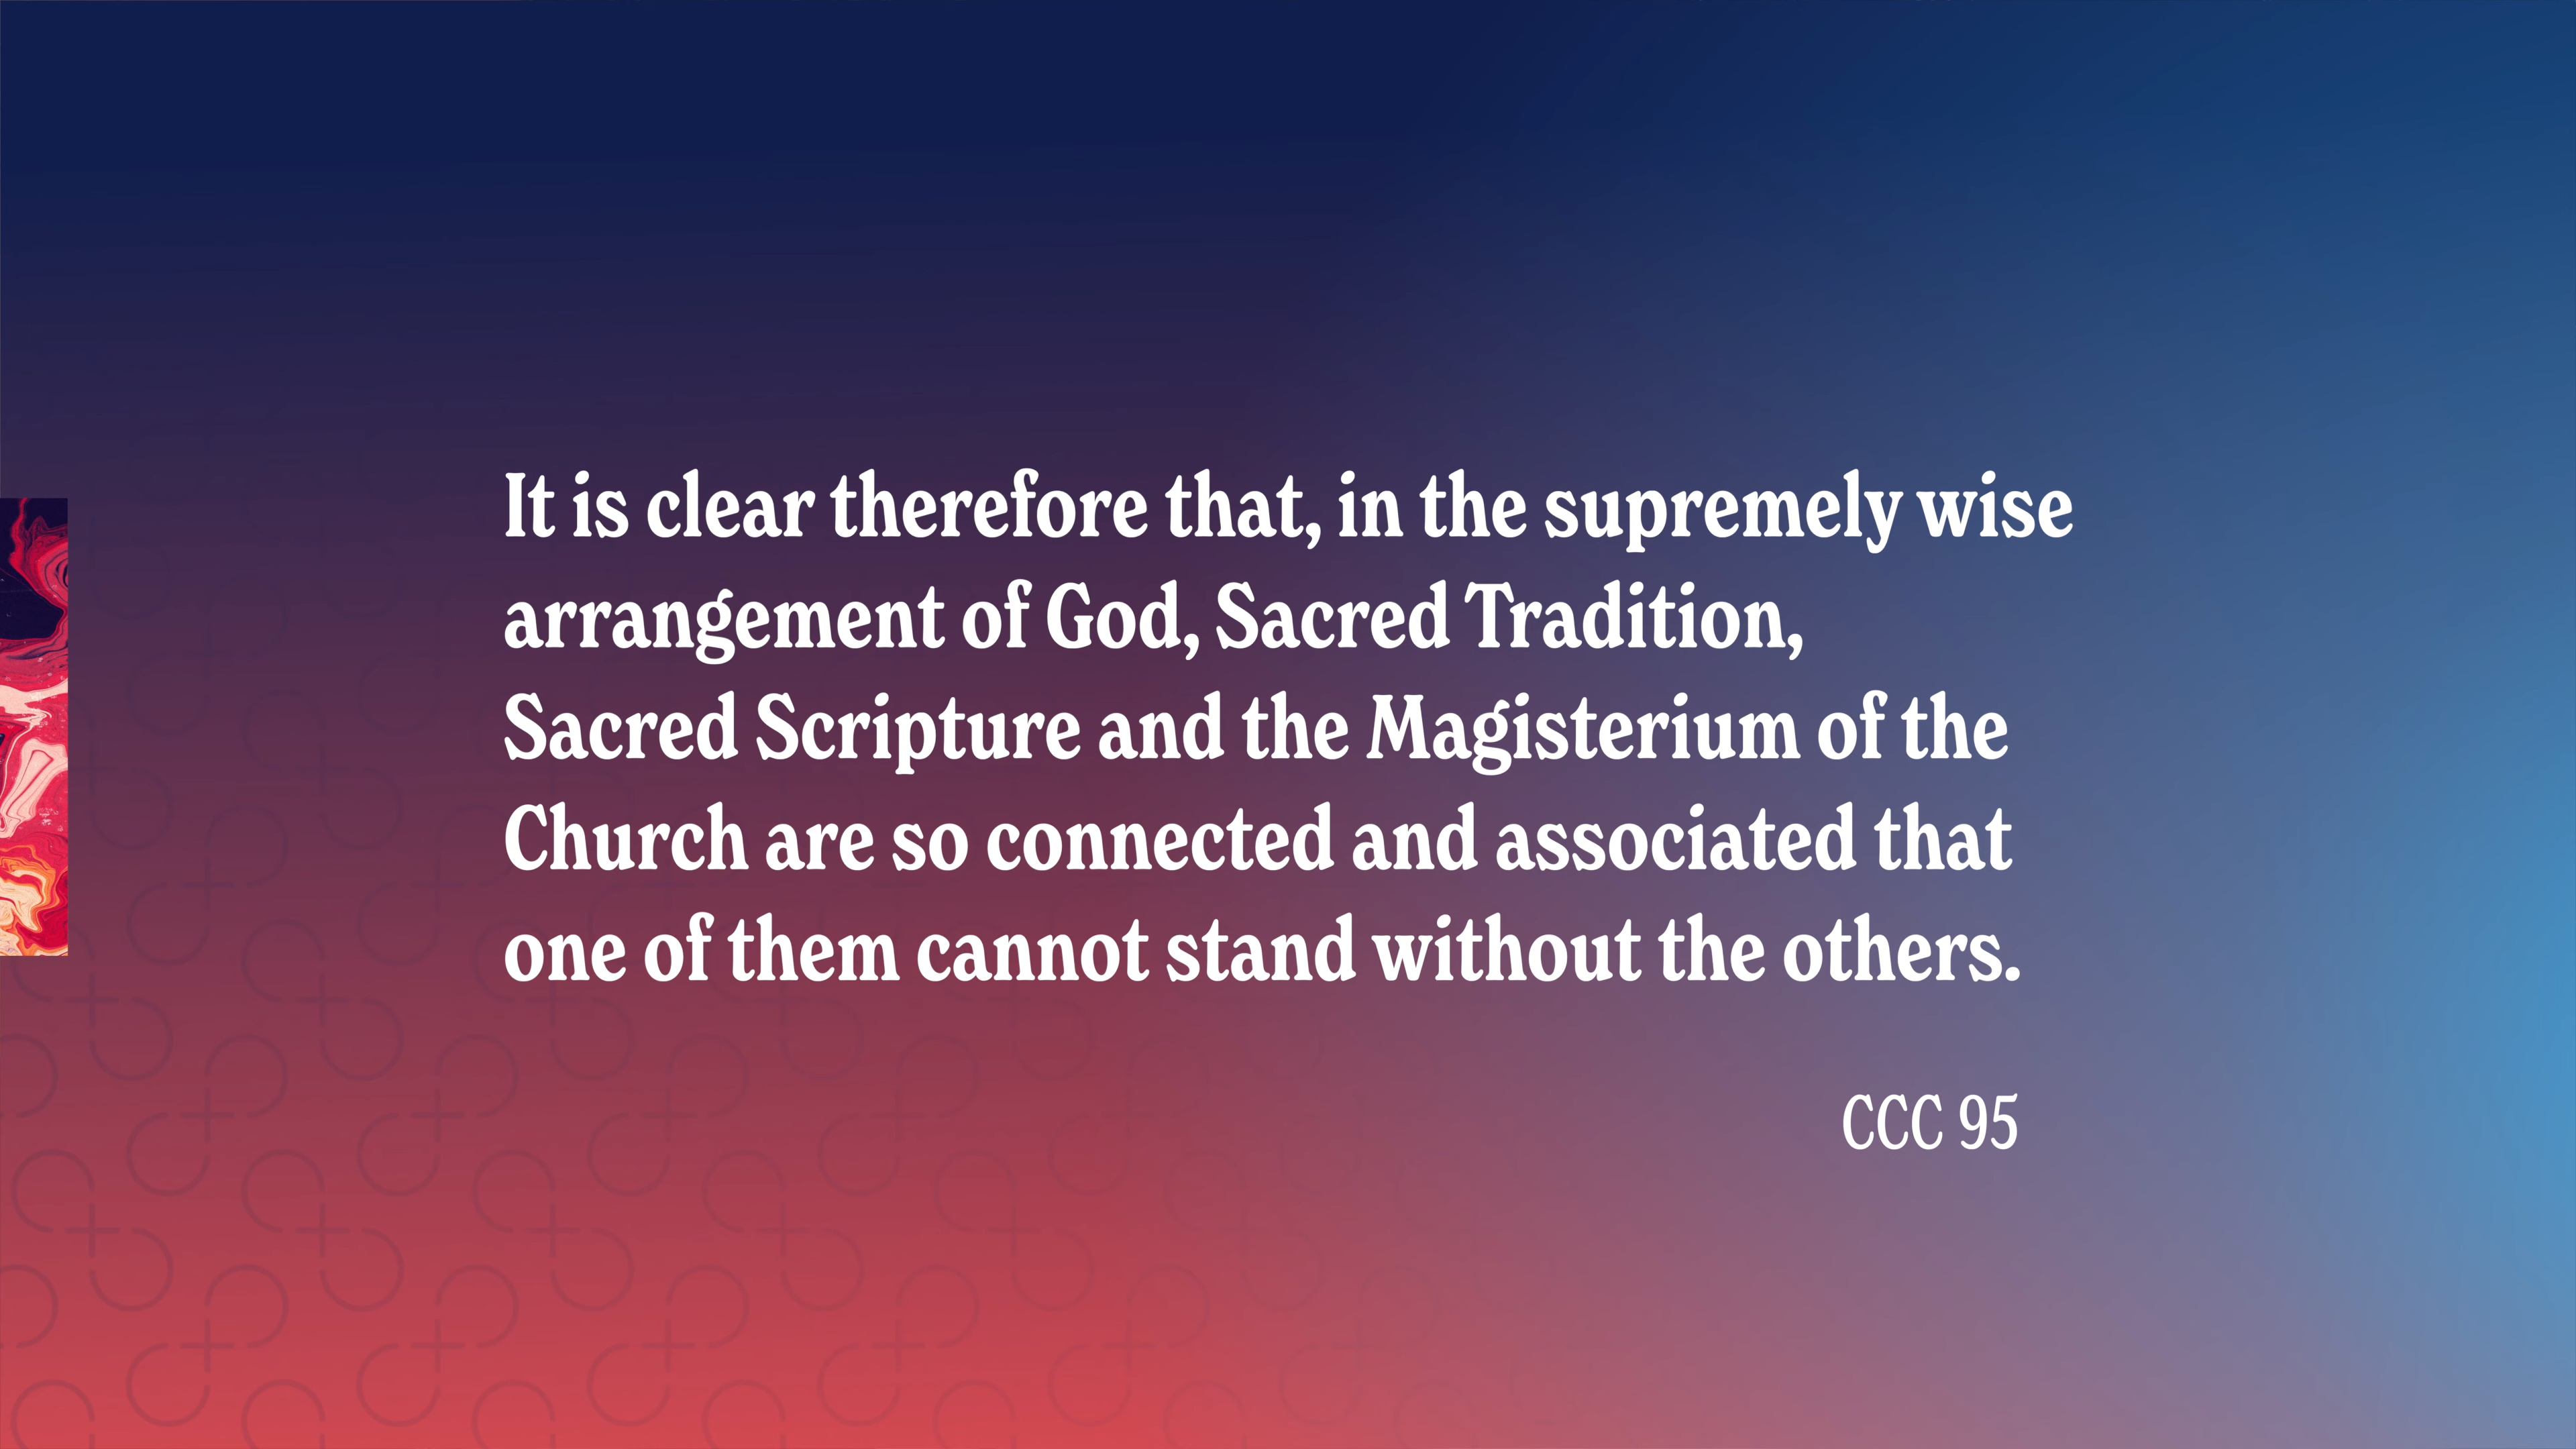 It is clear therefore that, in the supremely wise
arrangement of God, Sacred Tradition,
Sacred Scripture and the Magisterium of the
Church are so connected and associated that
one of them cannot stand without the others.
CCC 95